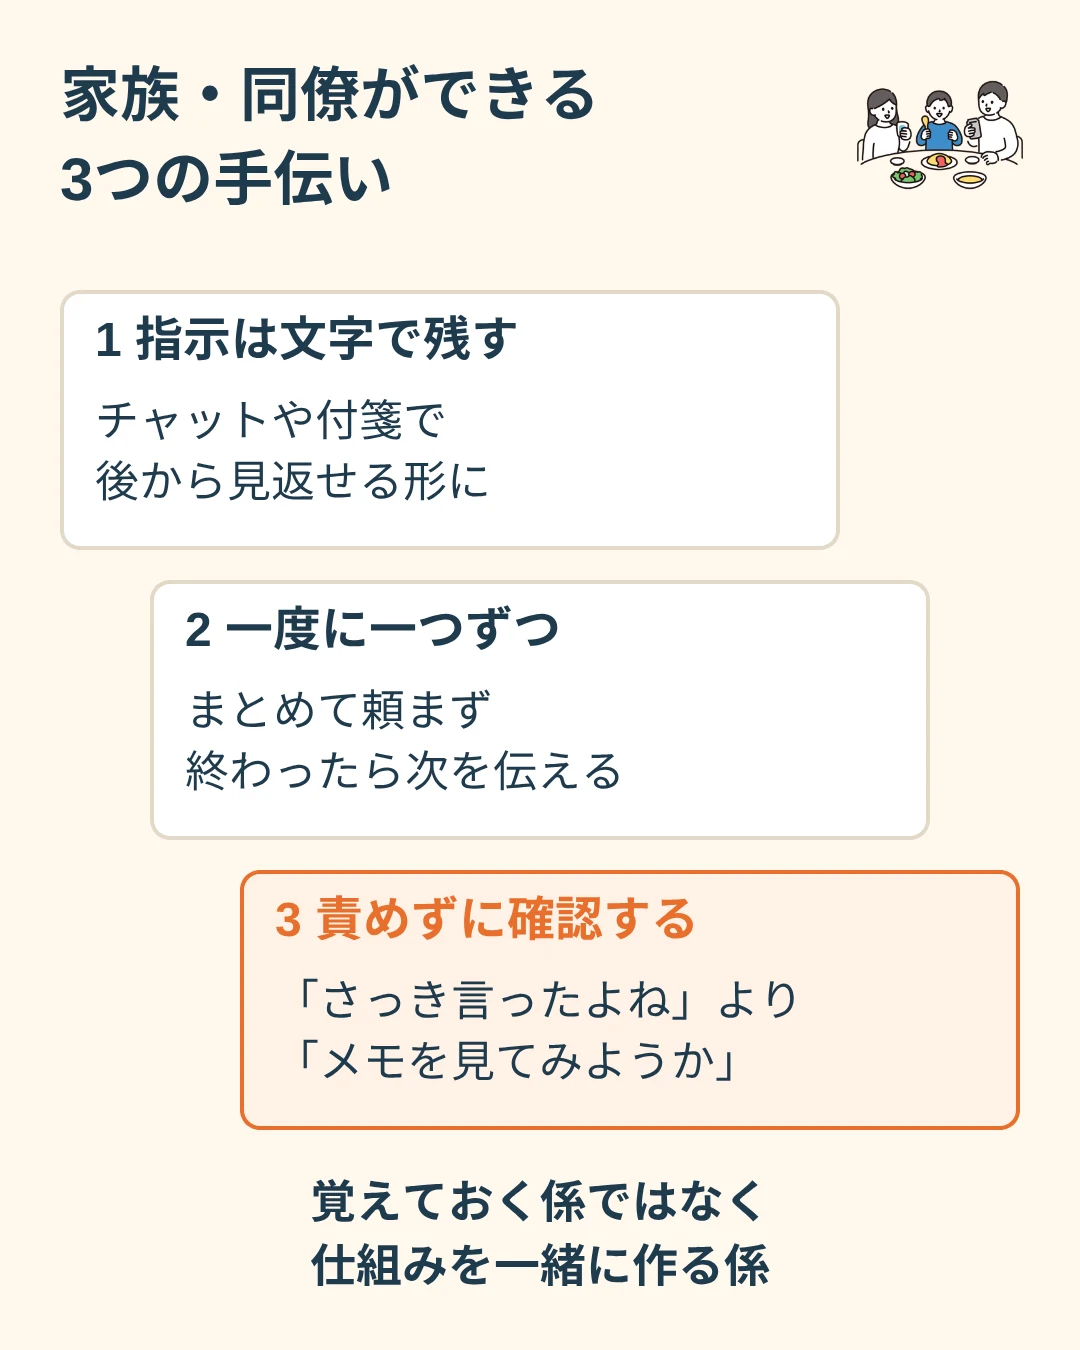 家族・同僚ができる
3つの手伝い
1 指示は文字で残す
チャットや付箋で
後から見返せる形に
2 一度に一つずつ
まとめて頼まず
終わったら次を伝える
3 責めずに確認する
「さっき言ったよね」より
「メモを見てみようか」
覚えておく係ではなく
仕組みを一緒に作る係